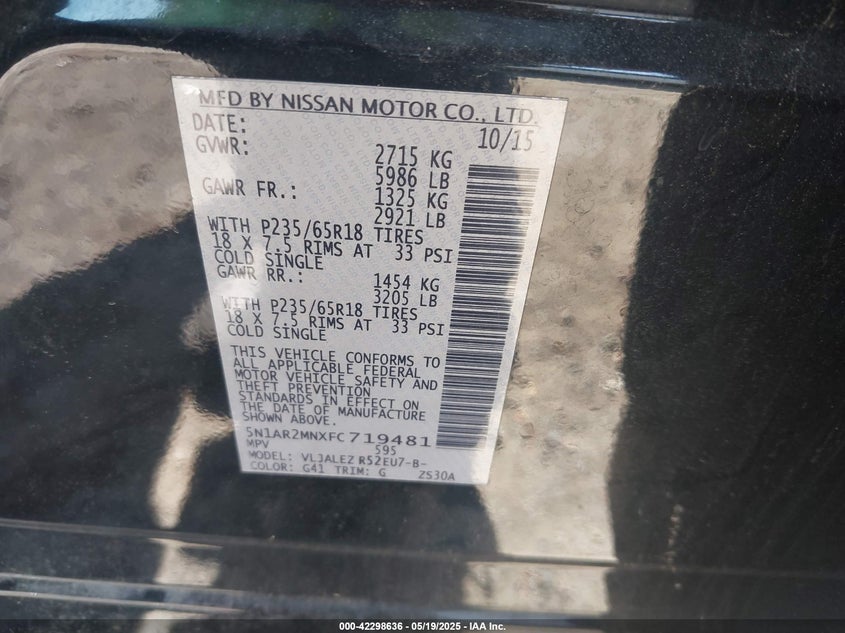 MFD BY NISSAN MOTOR CO., LTD.
DATE: 10/15
GVWR: 2715 KG
5986 LB
GAWR FR.: 1325 KG
2921 LB
WITH P235/65R18 TIRES
18 X 7.5 RIMS AT 33 PSI
COLD SINGLE
GAWR RR.: 1454 KG
3205 LB
WITH P235/65R18 TIRES
18 X 7.5 RIMS AT 33 PSI
COLD SINGLE
THIS VEHICLE CONFORMS TO
ALL APPLICABLE FEDERAL
MOTOR VEHICLE SAFETY AND
THEFT PREVENTION
STANDARDS IN EFFECT ON
THE DATE OF MANUFACTURE
SHOWN ABOVE.
5N1AR2MNXFC719481
MPV 595
MODEL: VLJALEZ R52EU7-B-
COLOR: G41 TRIM: G ZS30A
000-42298636 - 05/19/2025 - IAA Inc.